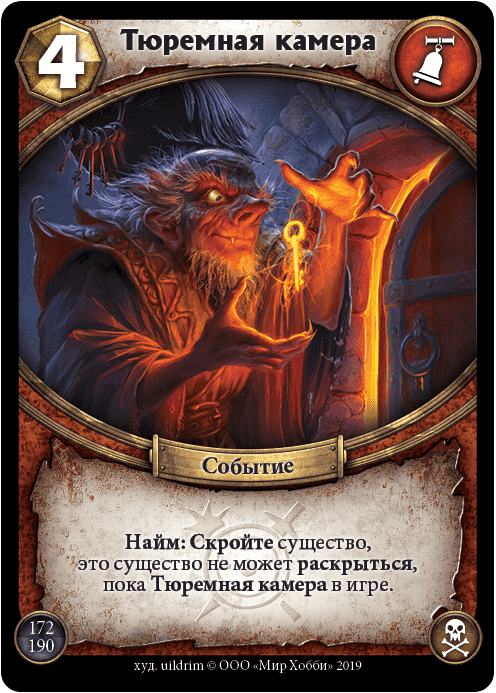 4
Тюремная камера
Событие
Найм: Скройте существо,
это существо не может раскрыться,
пока Тюремная камера в игре.
172
190
худ. uildrim © ООО «Мир Хобби» 2019